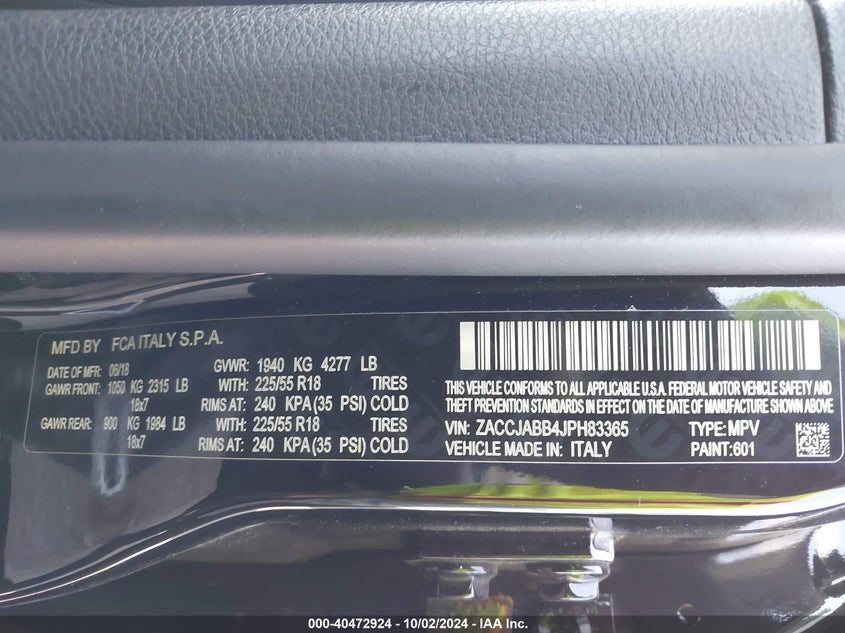 MFD BY FCA ITALY S.P.A.
DATE OF MFR: 06/18 GVWR: 1940 KG 4277 LB
GAWR FRONT: 1050 KG 2315 LB WITH: 225/55 R18 TIRES
18x7 RIMS AT: 240 KPA(35 PSI) COLD
GAWR REAR: 900 KG 1984 LB WITH: 225/55 R18 TIRES
18x7 RIMS AT: 240 KPA(35 PSI) COLD
THIS VEHICLE CONFORMS TO ALL APPLICABLE U.S.A. FEDERAL MOTOR VEHICLE SAFETY AND
THEFT PREVENTION STANDARDS IN EFFECT ON THE DATE OF MANUFACTURE SHOWN ABOVE
VIN: ZACCJABB4JPH83365 TYPE: MPV
VEHICLE MADE IN: ITALY PAINT: 601
000-40472924 - 10/02/2024 - IAA Inc.